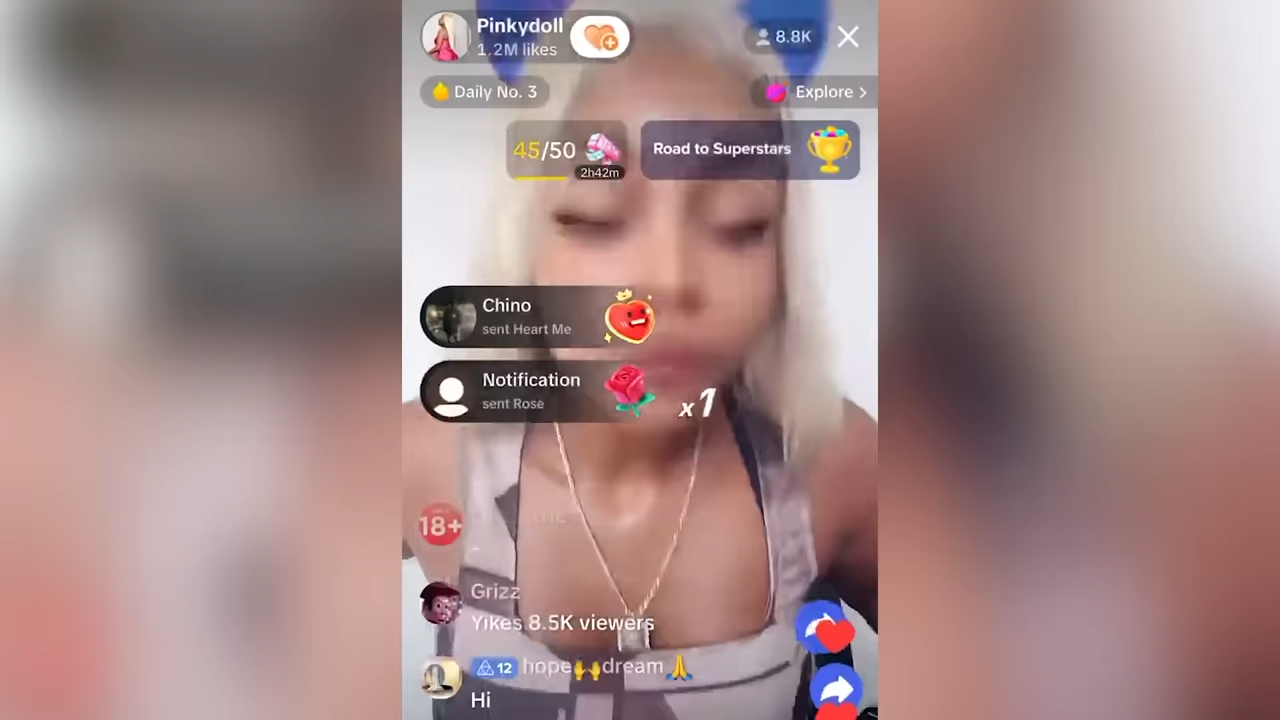 Pinkydoll
1.2M likes
8.8K
Daily No. 3
Explore >
45/50
2h42m
Road to Superstars
Chino
sent Heart Me
Notification
sent Rose
x1
18+
Grizz
Yikes 8.5K viewers
12 hope🙌dream🙏
Hi